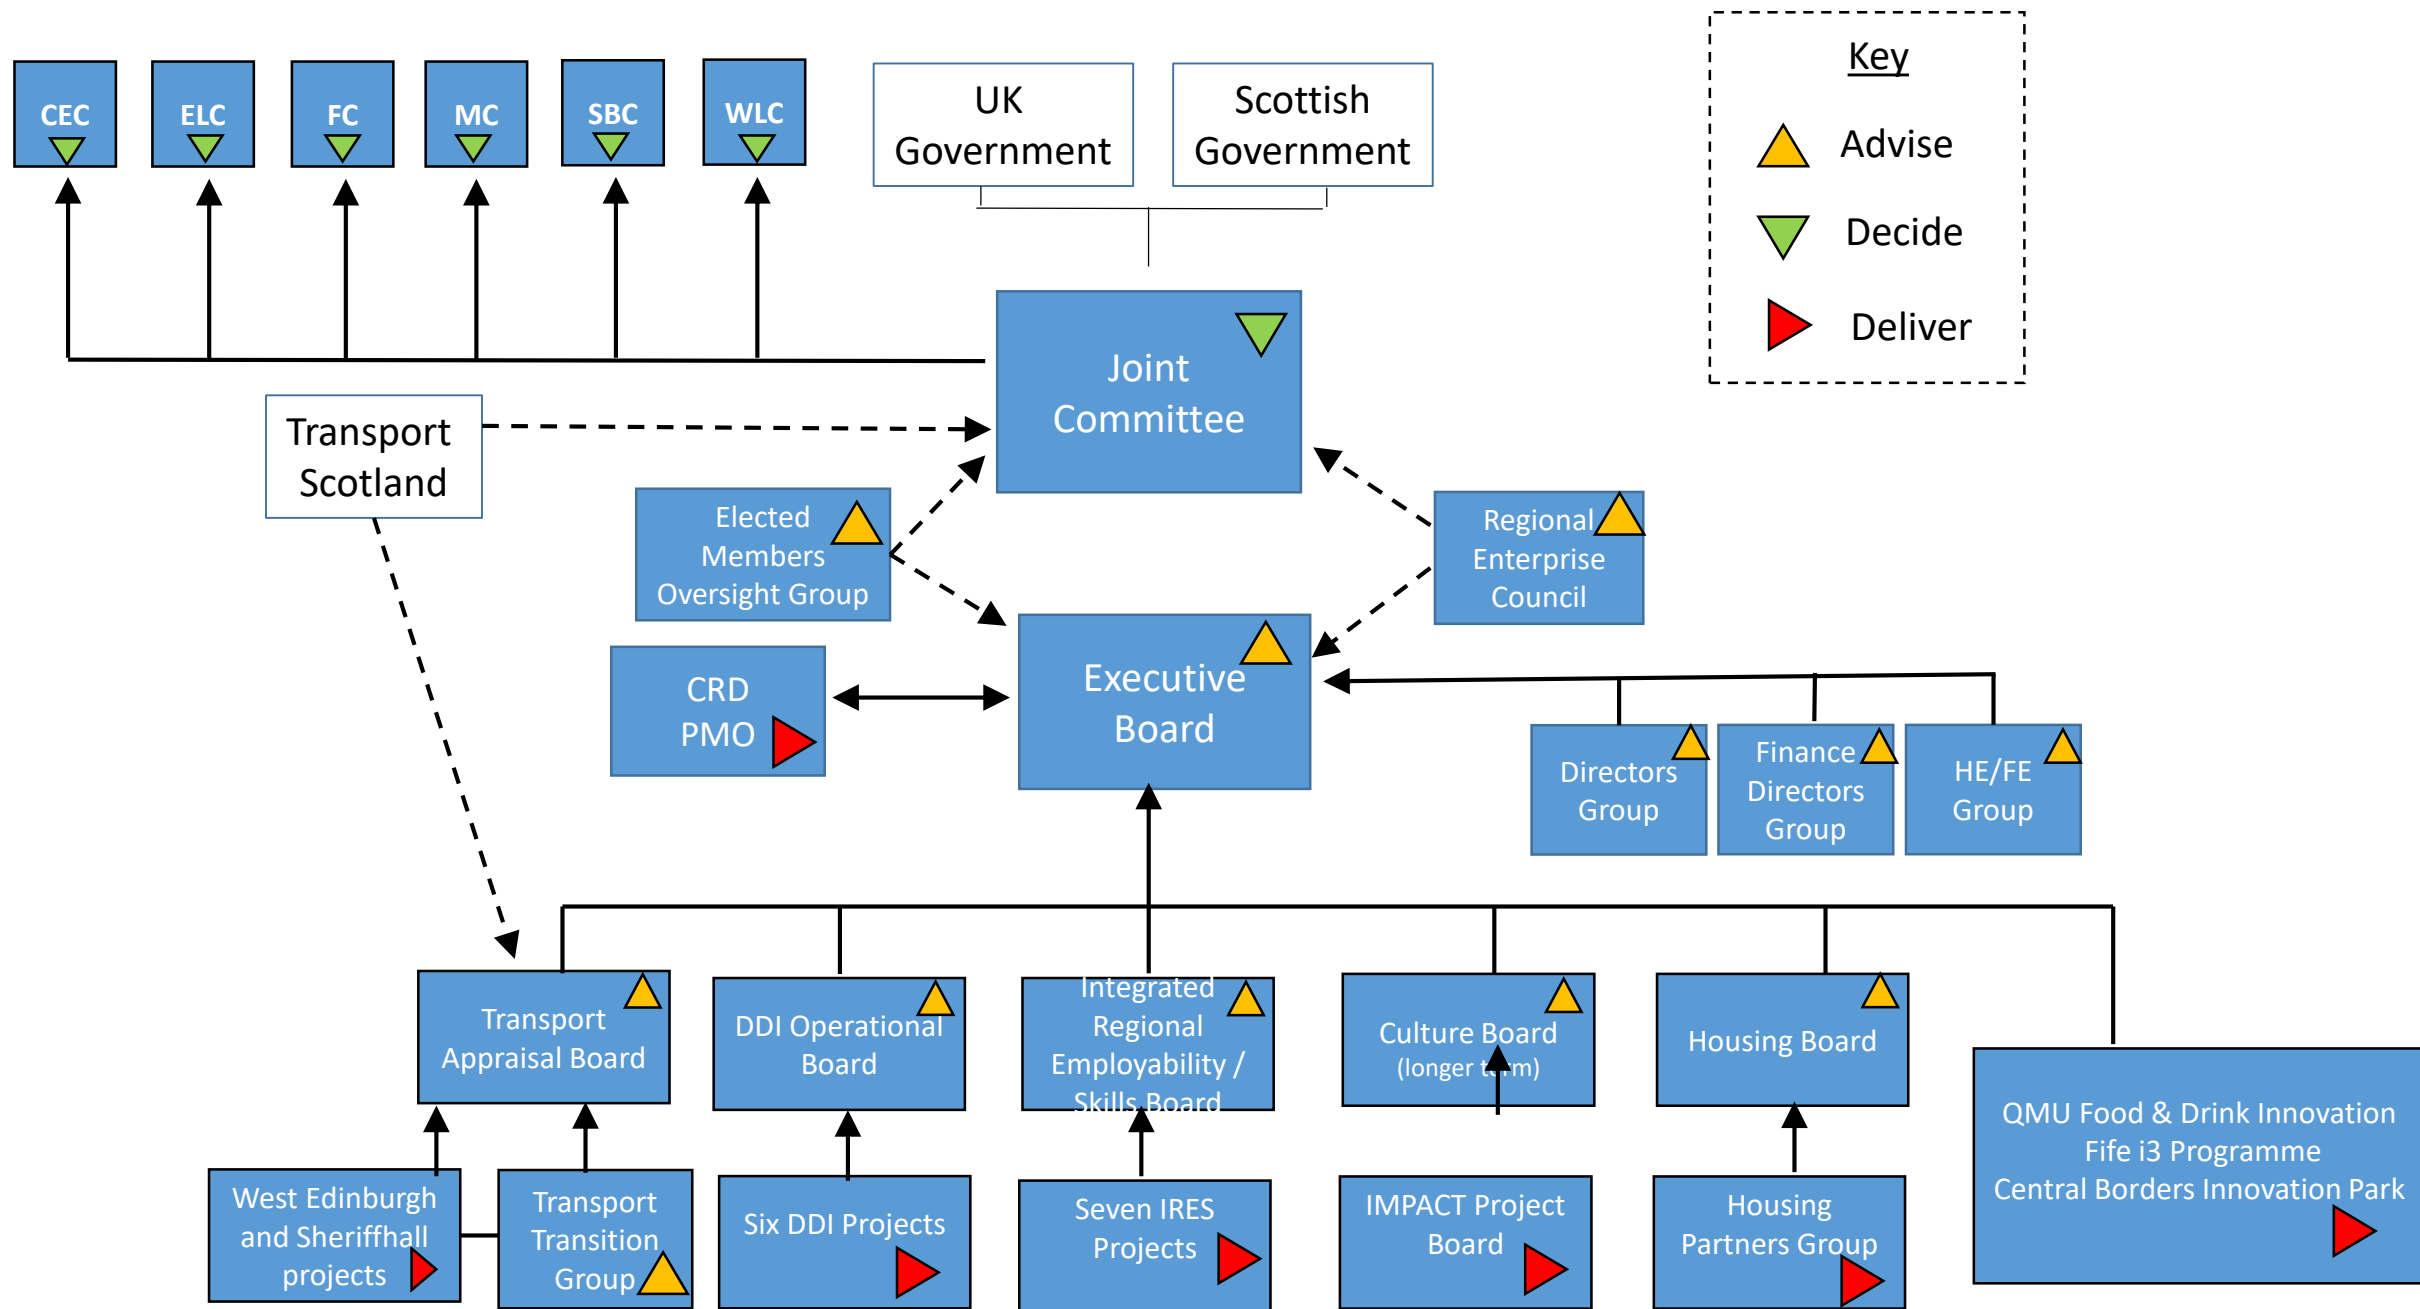 CEC
ELC
FC
MC
SBC
WLC
UK
Government
Scottish
Government
Key
Advise
Decide
Deliver
Joint
Committee
Transport
Scotland
Elected
Members
Oversight Group
Regional
Enterprise
Council
CRD
PMO
Executive
Board
Directors
Group
Finance
Directors
Group
HE/FE
Group
Transport
Appraisal Board
DDI Operational
Board
Integrated
Regional
Employability /
Skills Board
Culture Board
(longer term)
Housing Board
QMU Food & Drink Innovation
Fife i3 Programme
Central Borders Innovation Park
West Edinburgh
and Sheriffhall
projects
Transport
Transition
Group
Six DDI Projects
Seven IRES
Projects
IMPACT Project
Board
Housing
Partners Group